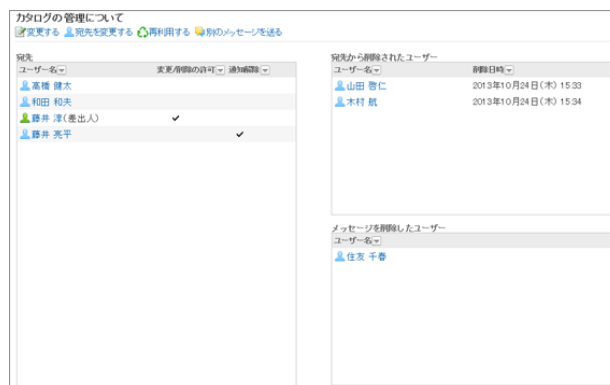 カタログの管理について
変更する 宛先を変更する 再利用する 別のメッセージを送る
宛先
ユーザー名 変更/削除の許可 通知解除
高橋 健太
和田 和夫
藤井 淳(差出人)
藤井 亮平
宛先から削除されたユーザー
ユーザー名 削除日時
山田 啓仁 2013年10月24日(木) 15:33
木村 航 2013年10月24日(木) 15:34
メッセージを削除したユーザー
ユーザー名
住友 千春